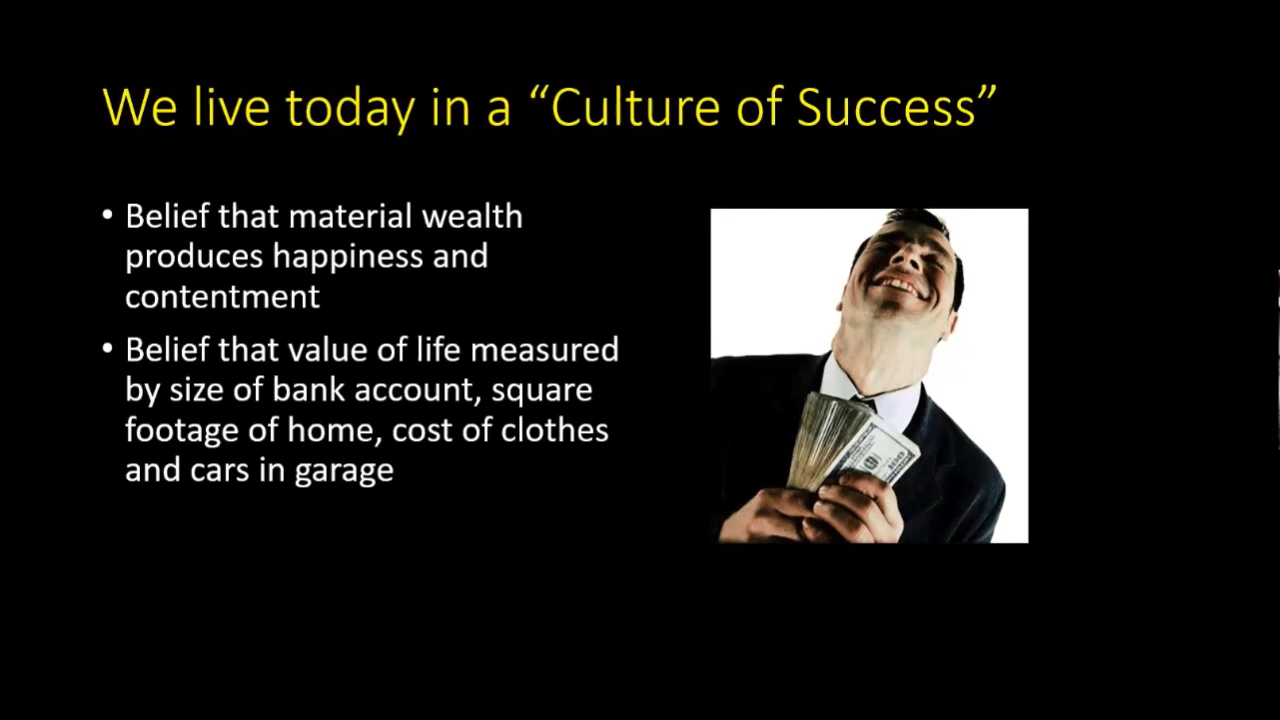 We live today in a “Culture of Success”
• Belief that material wealth
produces happiness and
contentment
• Belief that value of life measured
by size of bank account, square
footage of home, cost of clothes
and cars in garage